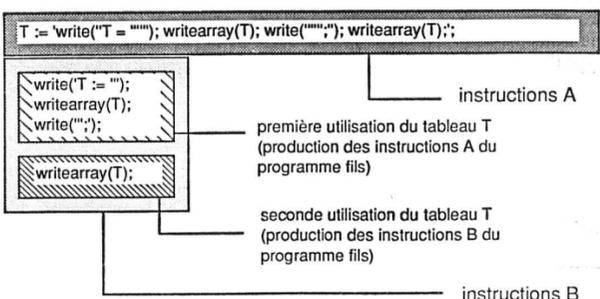 T := 'write("T = "'"'); writearray(T); write("'"";"); writearray(T);';
write('T := "');
writearray(T);
write('";');
writearray(T);
instructions A
première utilisation du tableau T
(production des instructions A du
programme fils)
seconde utilisation du tableau T
(production des instructions B du
programme fils)
instructions B